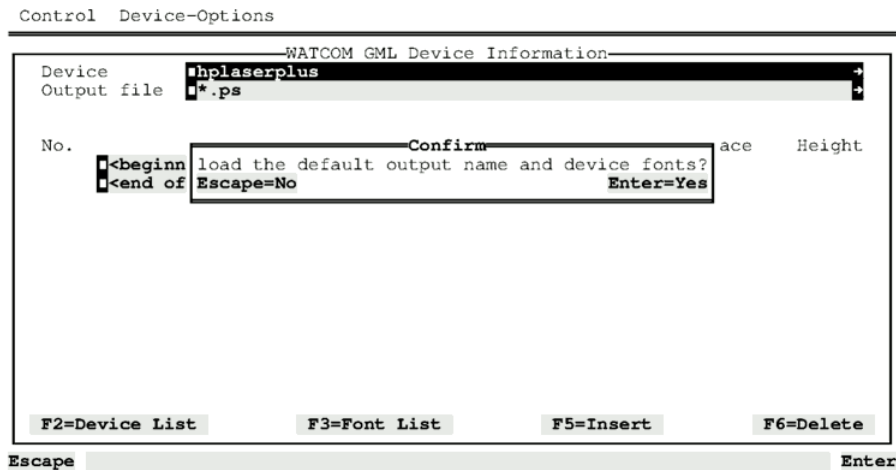 Control Device-Options
WATCOM GML Device Information
Device hplaserplus
Output file *.ps
No. Confirm ace Height
<beginn load the default output name and device fonts?
<end of Escape=No Enter=Yes
F2=Device List F3=Font List F5=Insert F6=Delete
Escape Enter